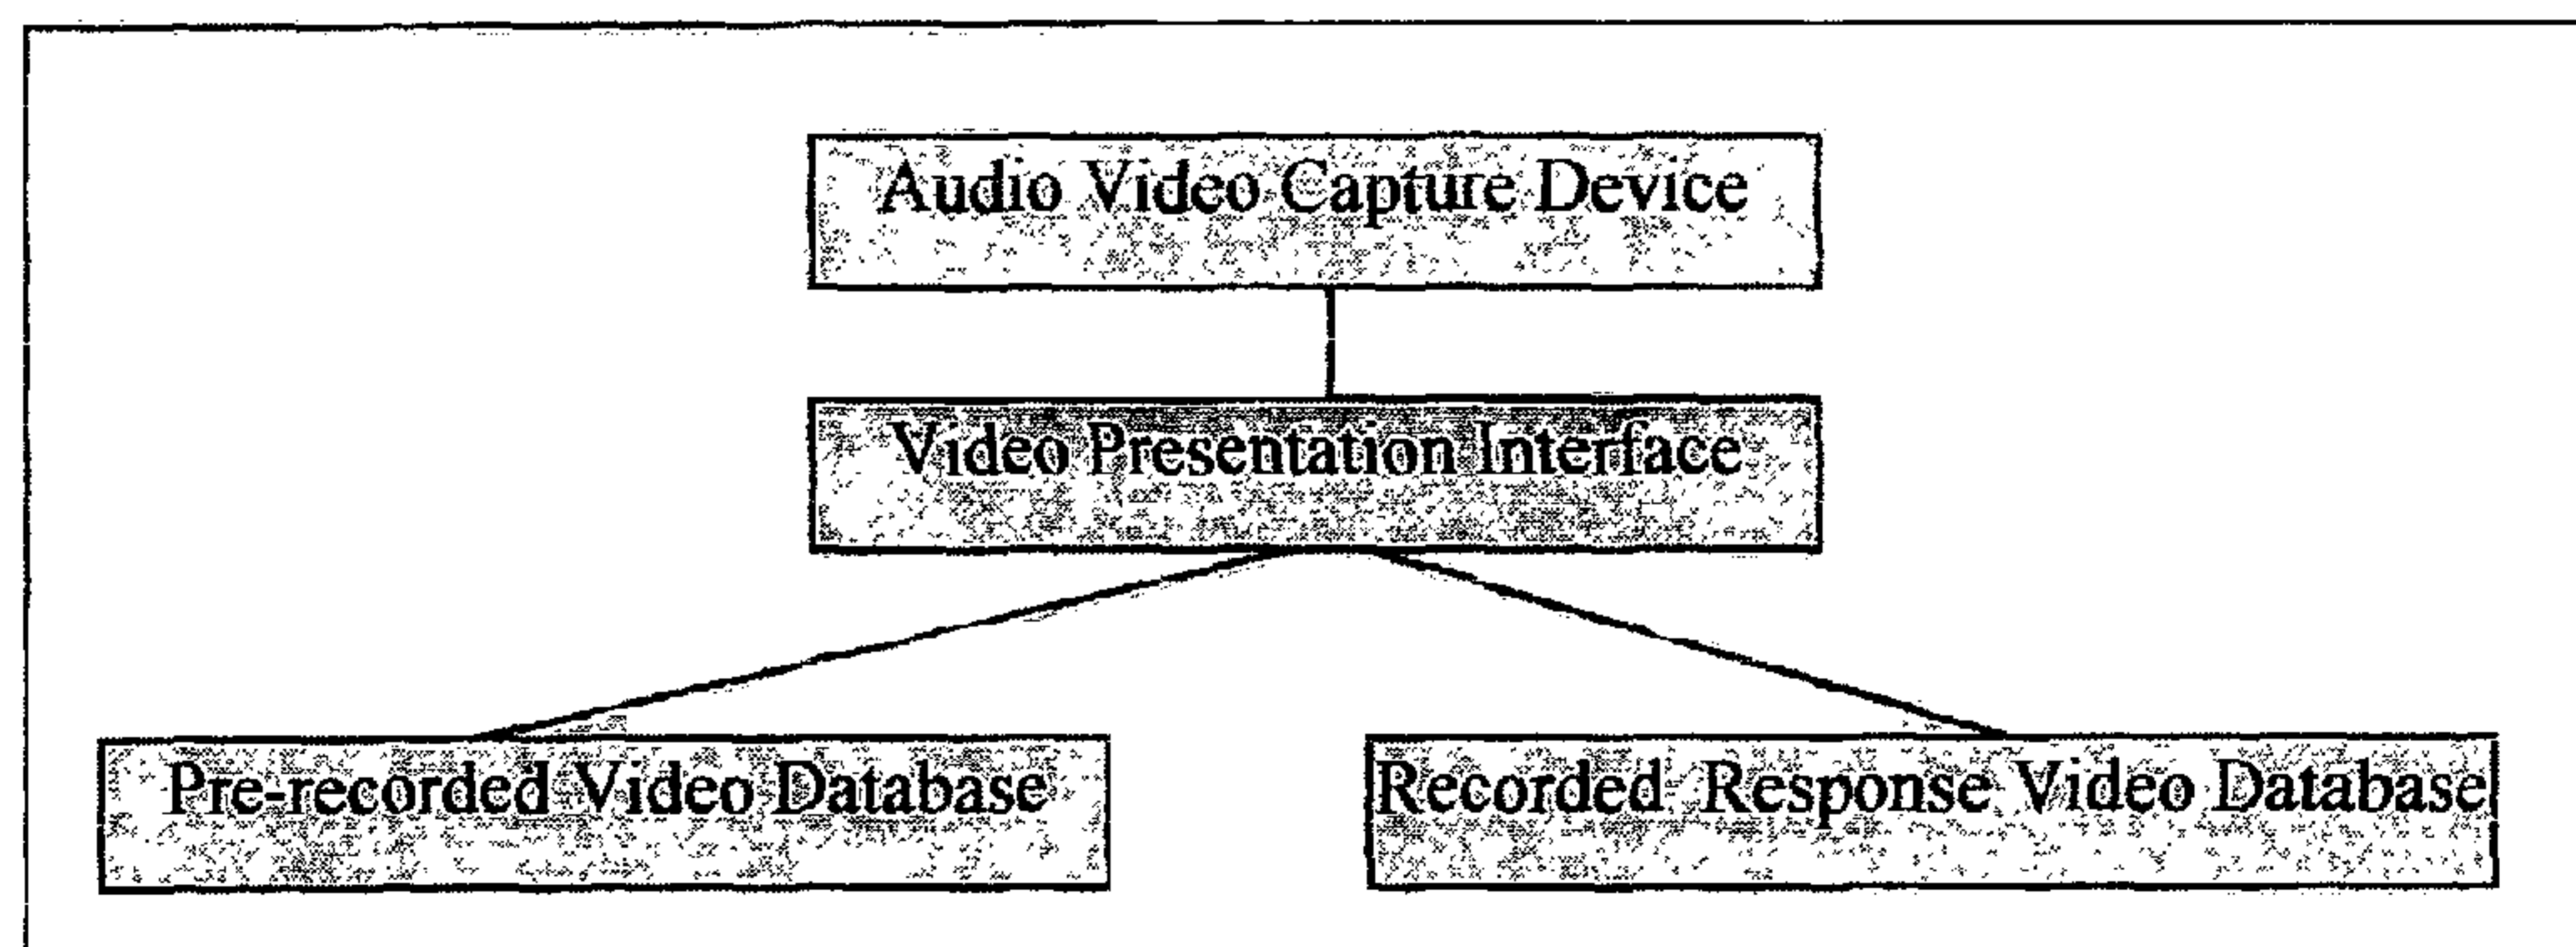 Audio Video Capture Device
Video Presentation Interface
Pre-recorded Video Database
Recorded Response Video Database